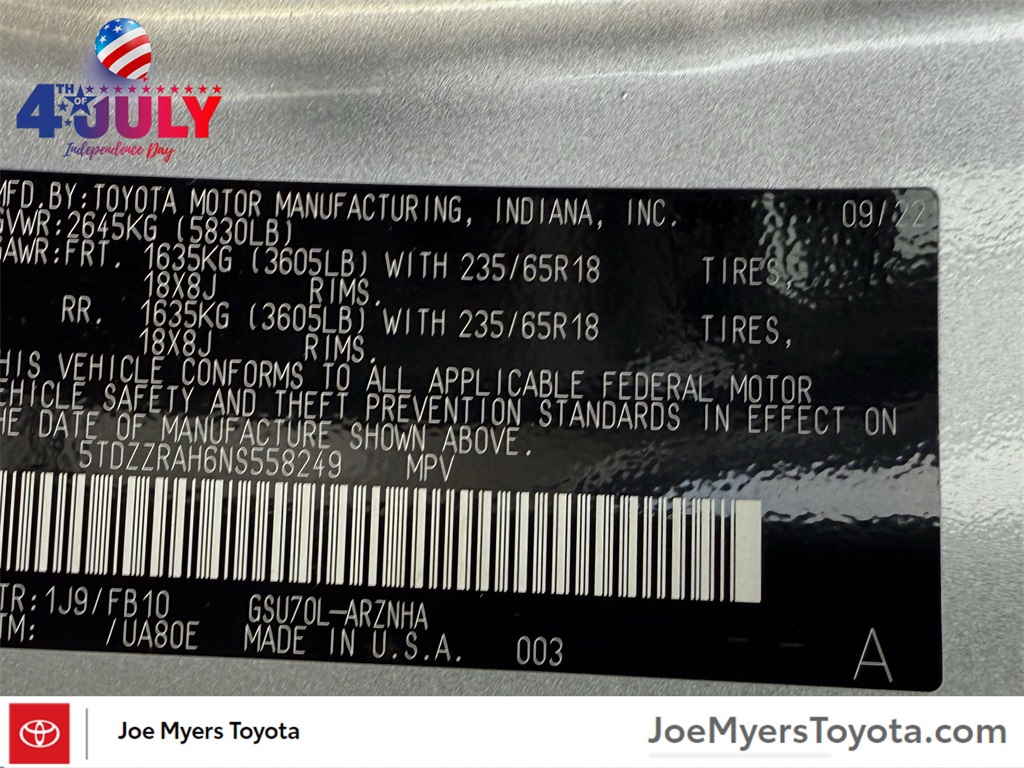 4TH OF JULY
Independence Day
MFD.BY:TOYOTA MOTOR MANUFACTURING, INDIANA, INC. 09/22
GVWR:2645KG (5830LB)
GAWR:FRT. 1635KG (3605LB) WITH 235/65R18 TIRES,
18X8J RIMS.
RR. 1635KG (3605LB) WITH 235/65R18 TIRES,
18X8J RIMS.
HIS VEHICLE CONFORMS TO ALL APPLICABLE FEDERAL MOTOR
EHICLE SAFETY AND THEFT PREVENTION STANDARDS IN EFFECT ON
HE DATE OF MANUFACTURE SHOWN ABOVE.
5TDZZRAH6NS558249 MPV
TR:1J9/FB10 GSU70L-ARZNHA
TM: /UA80E MADE IN U.S.A. 003
A
Joe Myers Toyota
JoeMyersToyota.com